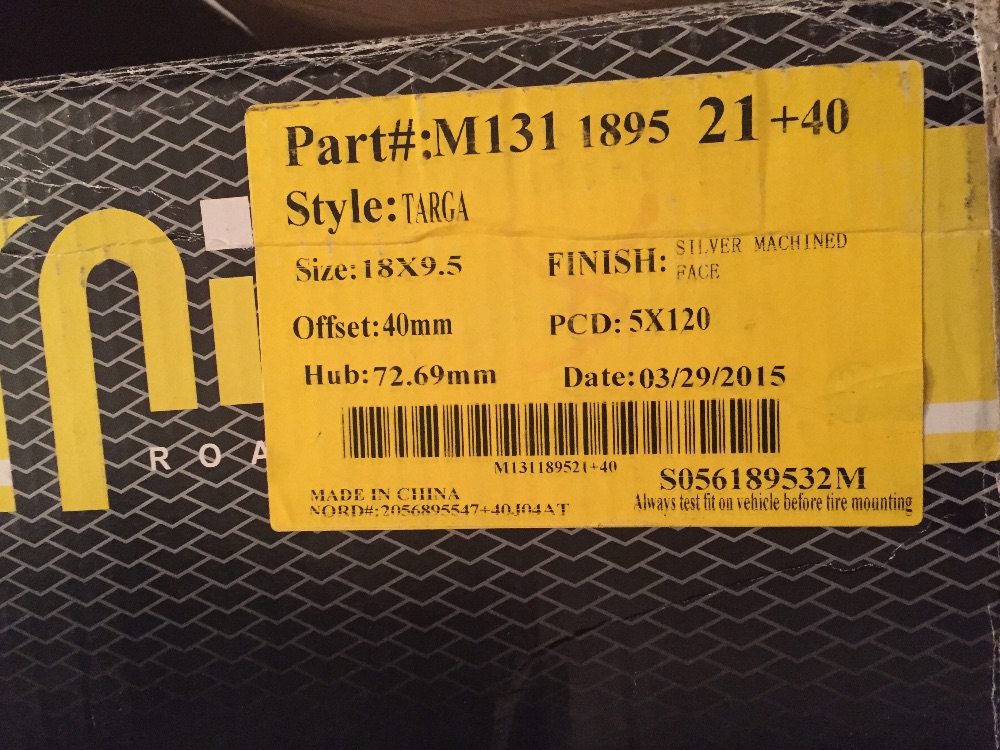 Part#:M131 1895 21 +40
Style:TARGA
Size:18X9.5 FINISH: SILVER MACHINED
FACE
Offset:40mm PCD: 5X120
Hub:72.69mm Date:03/29/2015
M131189521+40
S056189532M
MADE IN CHINA
Always test fit on vehicle before tire mounting
NORD#:2056895547+40J04AT
ROA